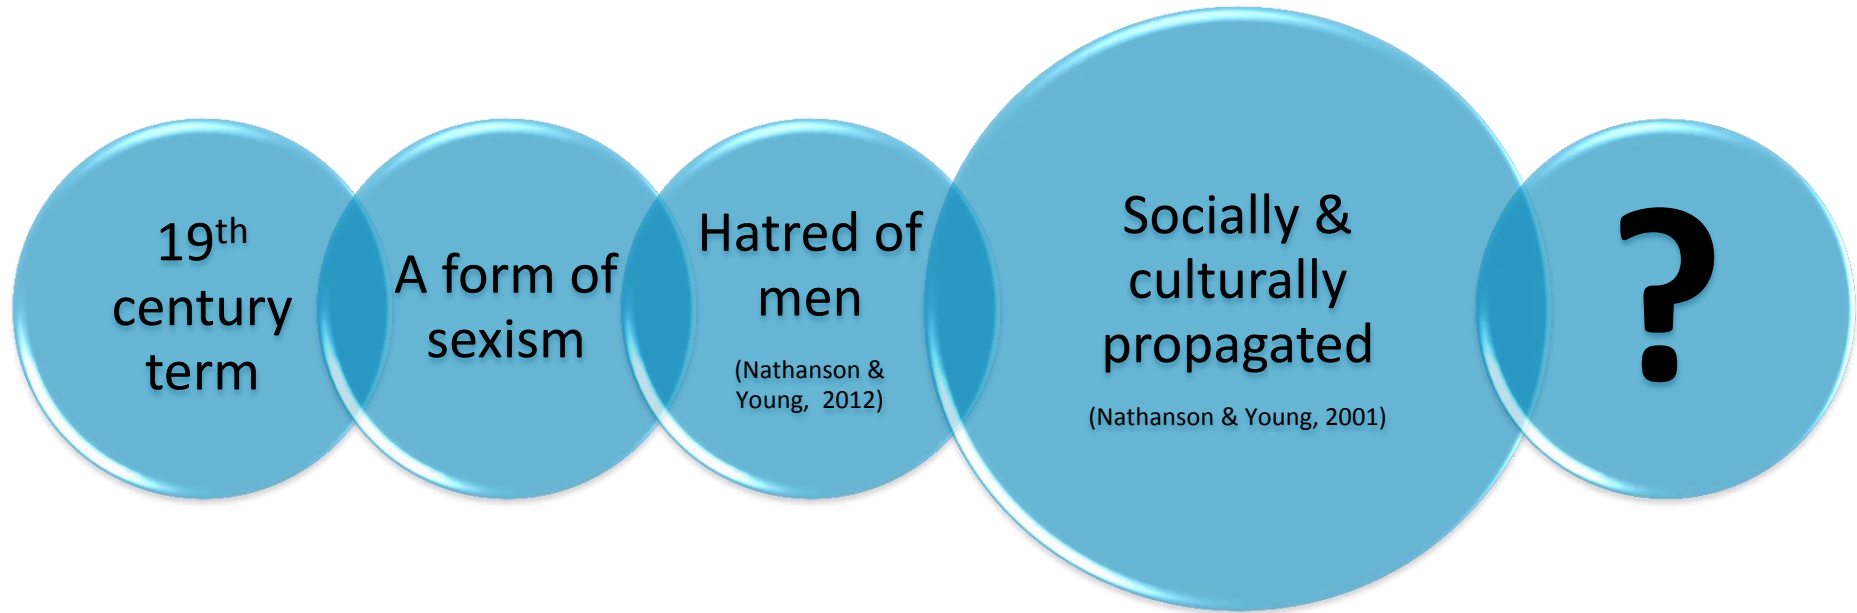 19th
century
term
A form of
sexism
Hatred of
men
(Nathanson &
Young, 2012)
Socially &
culturally
propagated
(Nathanson & Young, 2001)
?